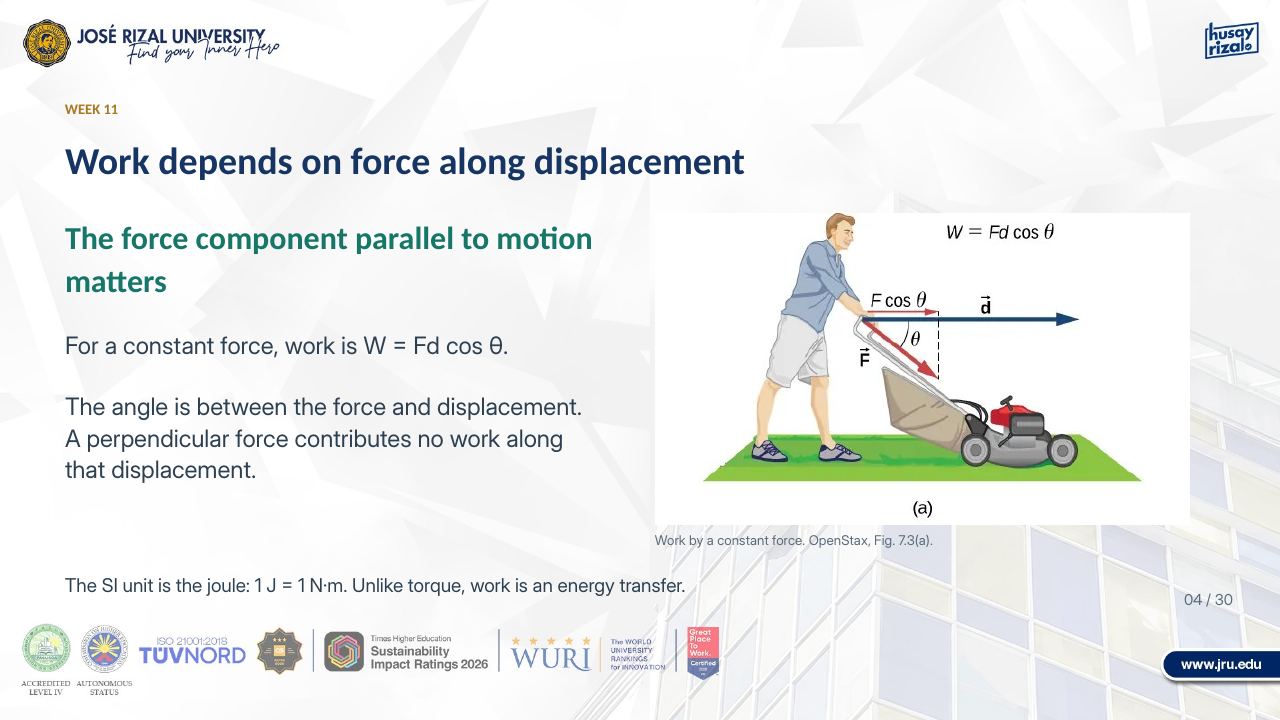 JOSÉ RIZAL UNIVERSITY
Find your Inner Hero
husay
rizal
WEEK 11
Work depends on force along displacement
The force component parallel to motion
matters
For a constant force, work is W = Fd cos θ.
The angle is between the force and displacement.
A perpendicular force contributes no work along
that displacement.
W = Fd cos θ
F cos θ
d⃗
θ
F⃗
(a)
Work by a constant force. OpenStax, Fig. 7.3(a).
The SI unit is the joule: 1 J = 1 N·m. Unlike torque, work is an energy transfer.
04 / 30
ACCREDITED
LEVEL IV
AUTONOMOUS
STATUS
ISO 21001:2018
TÜVNORD
Times Higher Education
Sustainability
Impact Ratings 2026
WURI
The WORLD
UNIVERSITY
RANKINGS
for INNOVATION
Great
Place
To
Work.
Certified
www.jru.edu